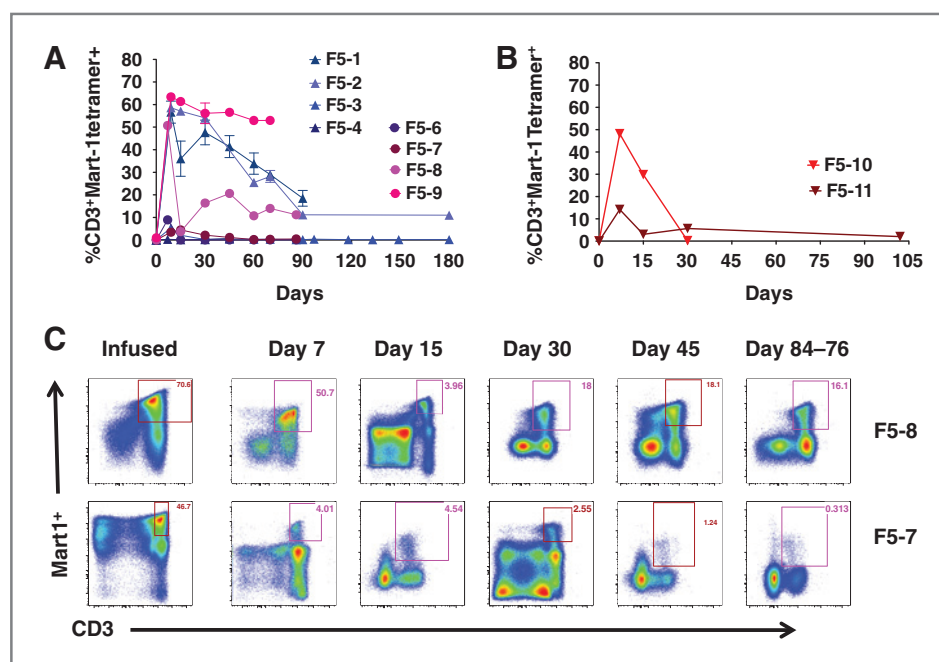 A
%CD3+Mart-1tetramer+
80
70
60
50
40
30
20
10
0
0 30 60 90 120 150 180
Days
F5-1
F5-2
F5-3
F5-4
F5-6
F5-7
F5-8
F5-9
B
%CD3+Mart-1Tetramer+
80
70
60
50
40
30
20
10
0
0 15 30 45 60 75 90 105
Days
F5-10
F5-11
C
Infused Day 7 Day 15 Day 30 Day 45 Day 84–76
70.6 50.7 3.96 18 18.1 16.1
F5-8
46.7 4.01 4.54 2.55 1.24 0.313
F5-7
Mart1+
CD3